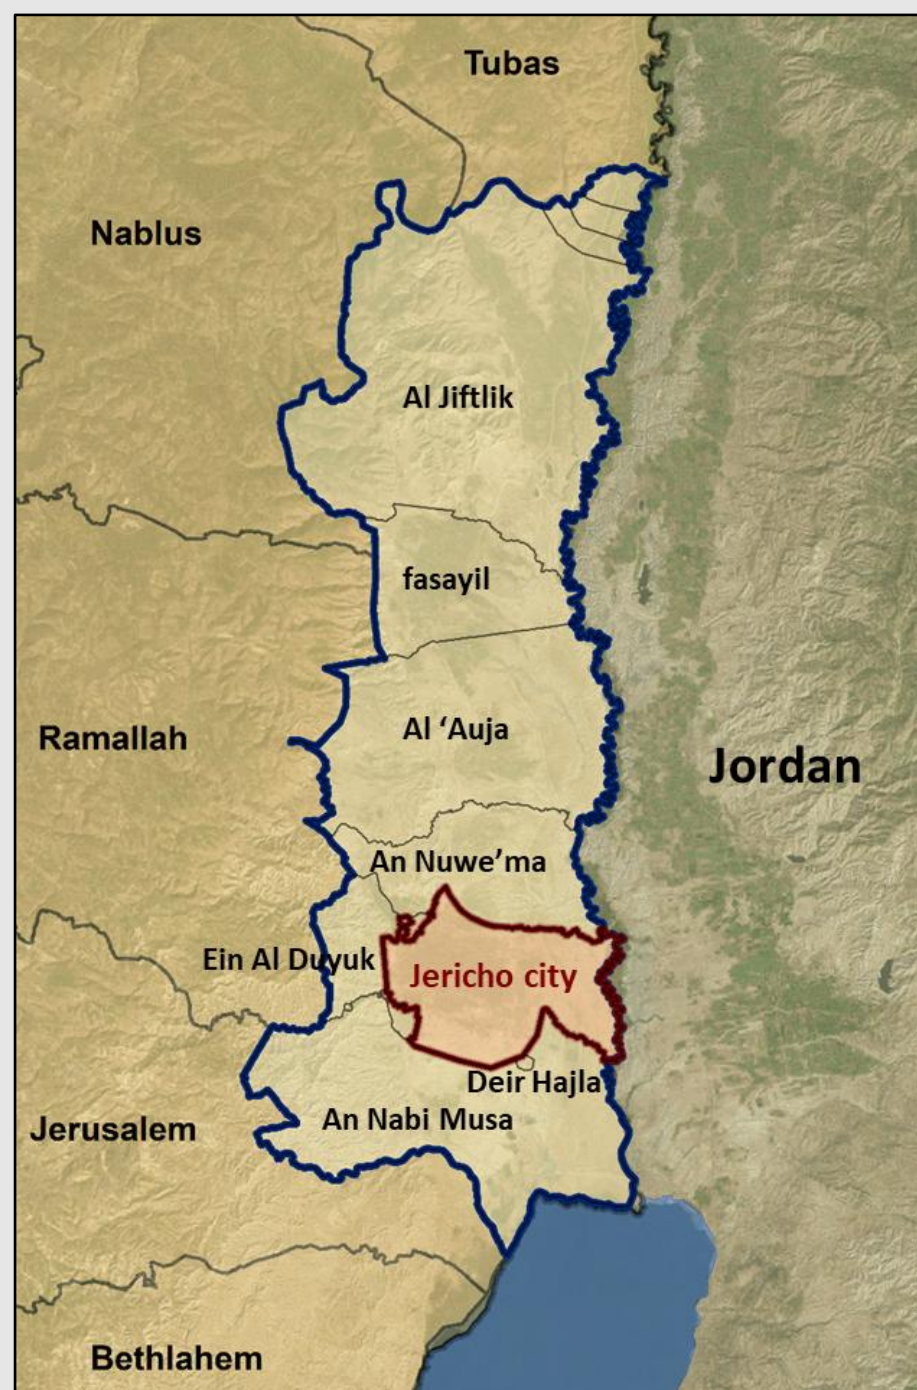 Tubas
Nablus
Al Jiftlik
fasayil
Al ‘Auja
Ramallah
Jordan
An Nuwe’ma
Ein Al Duyuk
Jericho city
Deir Hajla
An Nabi Musa
Jerusalem
Bethlahem